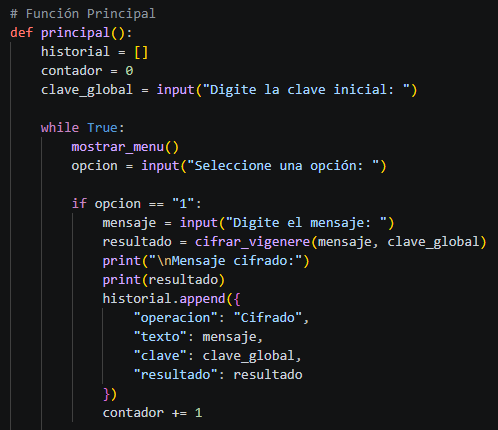 # Función Principal
def principal():
    historial = []
    contador = 0
    clave_global = input("Digite la clave inicial: ")

    while True:
        mostrar_menu()
        opcion = input("Seleccione una opción: ")

        if opcion == "1":
            mensaje = input("Digite el mensaje: ")
            resultado = cifrar_vigenere(mensaje, clave_global)
            print("\nMensaje cifrado:")
            print(resultado)
            historial.append({
                "operacion": "Cifrado",
                "texto": mensaje,
                "clave": clave_global,
                "resultado": resultado
            })
            contador += 1